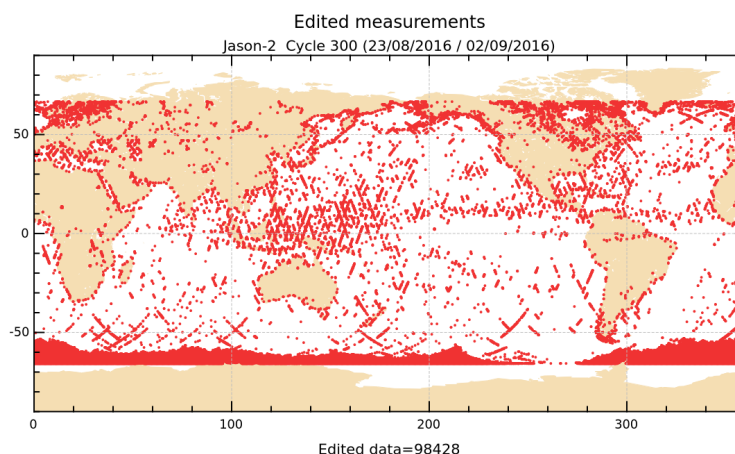 Edited measurements
Jason-2 Cycle 300 (23/08/2016 / 02/09/2016)
50
0
-50
0 100 200 300
Edited data=98428